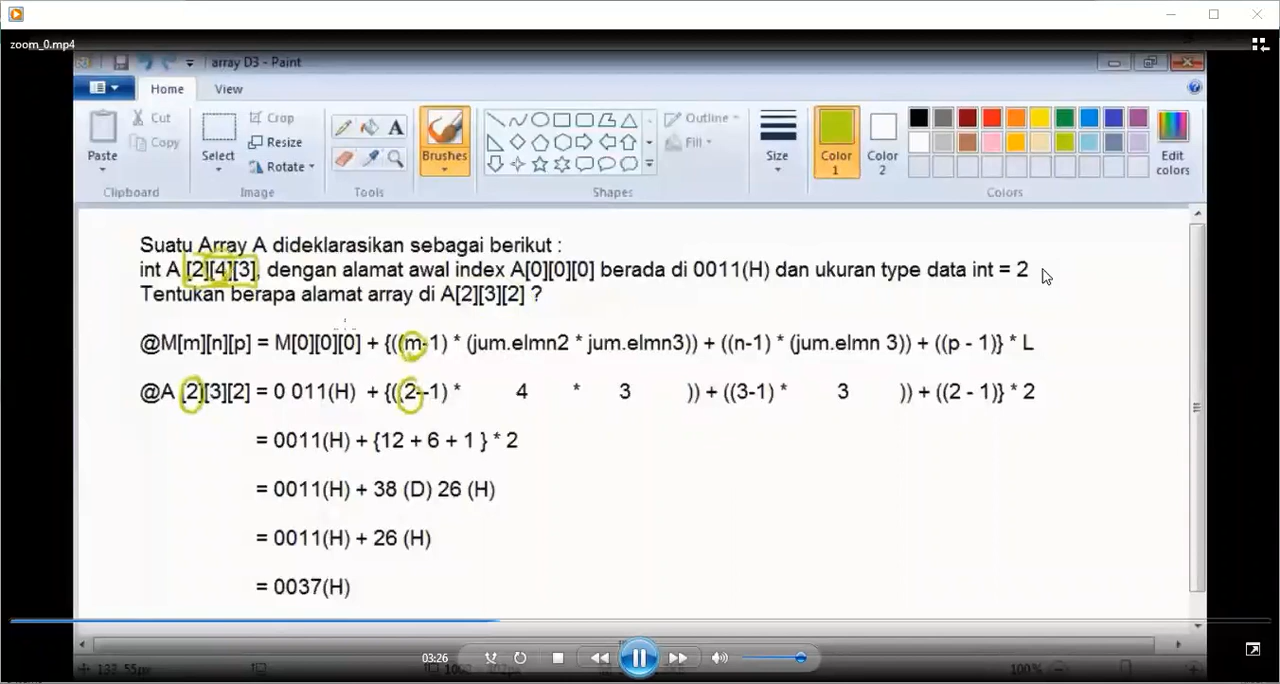 zoom_0.mp4
array D3 - Paint
Home View
Paste
Cut
Copy
Clipboard
Select
Crop
Resize
Rotate
Image
Tools
Brushes
Outline
Fill
Shapes
Size
Color 1
Color 2
Edit colors
Colors
Suatu Array A dideklarasikan sebagai berikut :
int A [2][4][3], dengan alamat awal index A[0][0][0] berada di 0011(H) dan ukuran type data int = 2
Tentukan berapa alamat array di A[2][3][2] ?
@M[m][n][p] = M[0][0][0] + {((m-1) * (jum.elmn2 * jum.elmn3)) + ((n-1) * (jum.elmn 3)) + ((p - 1)} * L
@A [2][3][2] = 0 011(H) + {((2--1) * 4 * 3 )) + ((3-1) * 3 )) + ((2 - 1)} * 2
= 0011(H) + {12 + 6 + 1 } * 2
= 0011(H) + 38 (D) 26 (H)
= 0011(H) + 26 (H)
= 0037(H)
03:26
100%